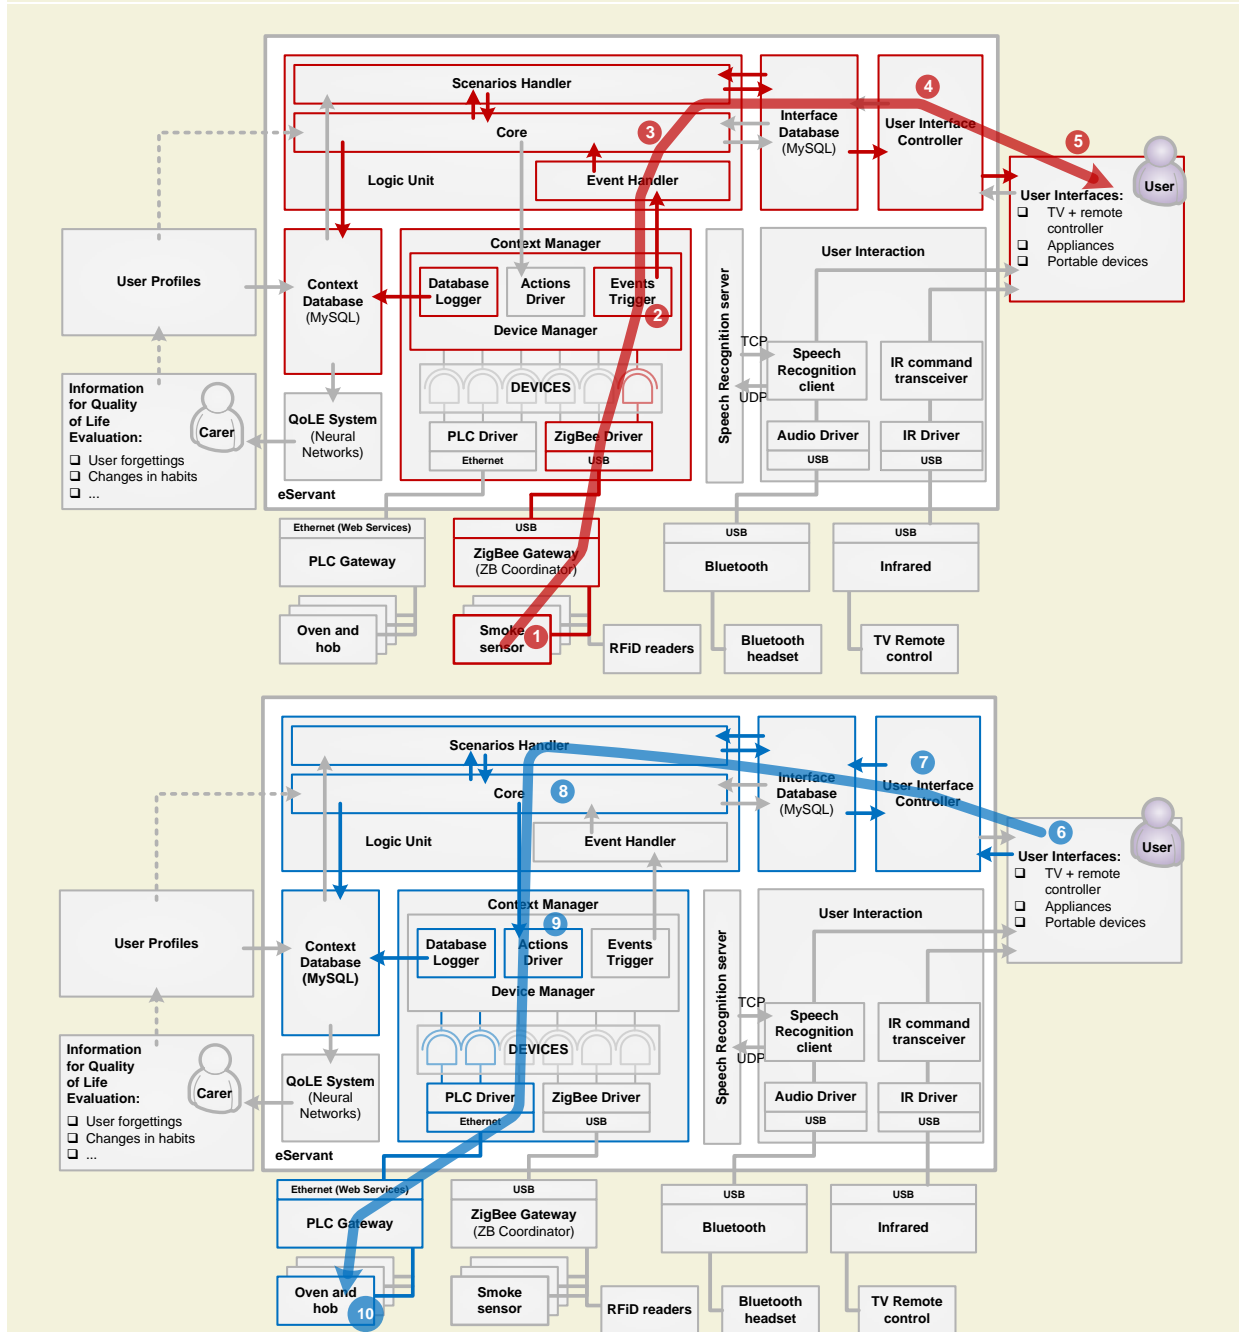 Scenarios Handler
4
3
Interface
Database
(MySQL)
User Interface
Controller
Core
5
User
Logic Unit
Event Handler
User Interfaces:
❑ TV + remote
controller
❑ Appliances
❑ Portable devices
User Profiles
Context
Database
(MySQL)
Context Manager
Database
Logger
Actions
Driver
Events
Trigger
2
Device Manager
User Interaction
Speech Recognition server
TCP
UDP
Speech
Recognition
client
IR command
transceiver
Information
for Quality
of Life
Evaluation:
❑ User forgettings
❑ Changes in habits
❑ ...
Carer
QoLE System
(Neural
Networks)
DEVICES
PLC Driver
Ethernet
ZigBee Driver
USB
Audio Driver
USB
IR Driver
USB
eServant
Ethernet (Web Services)
PLC Gateway
USB
ZigBee Gateway
(ZB Coordinator)
USB
Bluetooth
USB
Infrared
Oven and
hob
Smoke
sensor
1
RFiD readers
Bluetooth
headset
TV Remote
control
Scenarios Handler
7
8
Interface
Database
(MySQL)
User Interface
Controller
Core
6
User
Logic Unit
Event Handler
User Interfaces:
❑ TV + remote
controller
❑ Appliances
❑ Portable devices
User Profiles
Context
Database
(MySQL)
Context Manager
9
Database
Logger
Actions
Driver
Events
Trigger
Device Manager
User Interaction
Speech Recognition server
TCP
UDP
Speech
Recognition
client
IR command
transceiver
Information
for Quality
of Life
Evaluation:
❑ User forgettings
❑ Changes in habits
❑ ...
Carer
QoLE System
(Neural
Networks)
DEVICES
PLC Driver
Ethernet
ZigBee Driver
USB
Audio Driver
USB
IR Driver
USB
eServant
Ethernet (Web Services)
PLC Gateway
USB
ZigBee Gateway
(ZB Coordinator)
USB
Bluetooth
USB
Infrared
Oven and
hob
10
Smoke
sensor
RFiD readers
Bluetooth
headset
TV Remote
control